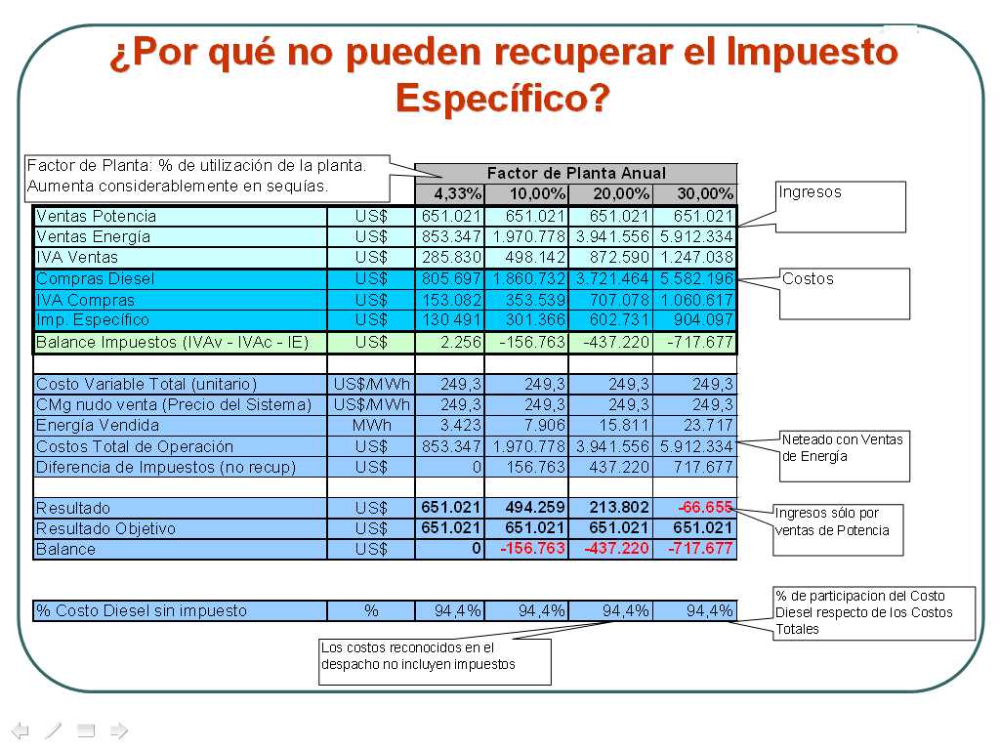 ¿Por qué no pueden recuperar el Impuesto
Específico?
Factor de Planta: % de utilización de la planta.
Aumenta considerablemente en sequías.
Factor de Planta Anual
4,33% 10,00% 20,00% 30,00%
Ventas Potencia US$ 651.021 651.021 651.021 651.021
Ventas Energía US$ 853.347 1.970.778 3.941.556 5.912.334
IVA Ventas US$ 285.830 498.142 872.590 1.247.038
Ingresos
Compras Diesel US$ 805.697 1.860.732 3.721.464 5.582.196
IVA Compras US$ 153.082 353.539 707.078 1.060.617
Imp. Específico US$ 130.491 301.366 602.731 904.097
Costos
Balance Impuestos (IVAv - IVAc - IE) US$ 2.256 -156.763 -437.220 -717.677
Costo Variable Total (unitario) US$/MWh 249,3 249,3 249,3 249,3
CMg nudo venta (Precio del Sistema) US$/MWh 249,3 249,3 249,3 249,3
Energía Vendida MWh 3.423 7.906 15.811 23.717
Costos Total de Operación US$ 853.347 1.970.778 3.941.556 5.912.334
Diferencia de Impuestos (no recup) US$ 0 156.763 437.220 717.677
Neteado con Ventas
de Energía
Resultado US$ 651.021 494.259 213.802 -66.655
Resultado Objetivo US$ 651.021 651.021 651.021 651.021
Balance US$ 0 -156.763 -437.220 -717.677
Ingresos sólo por
ventas de Potencia
% Costo Diesel sin impuesto % 94,4% 94,4% 94,4% 94,4%
% de participacion del Costo
Diesel respecto de los Costos
Totales
Los costos reconocidos en el
despacho no incluyen impuestos